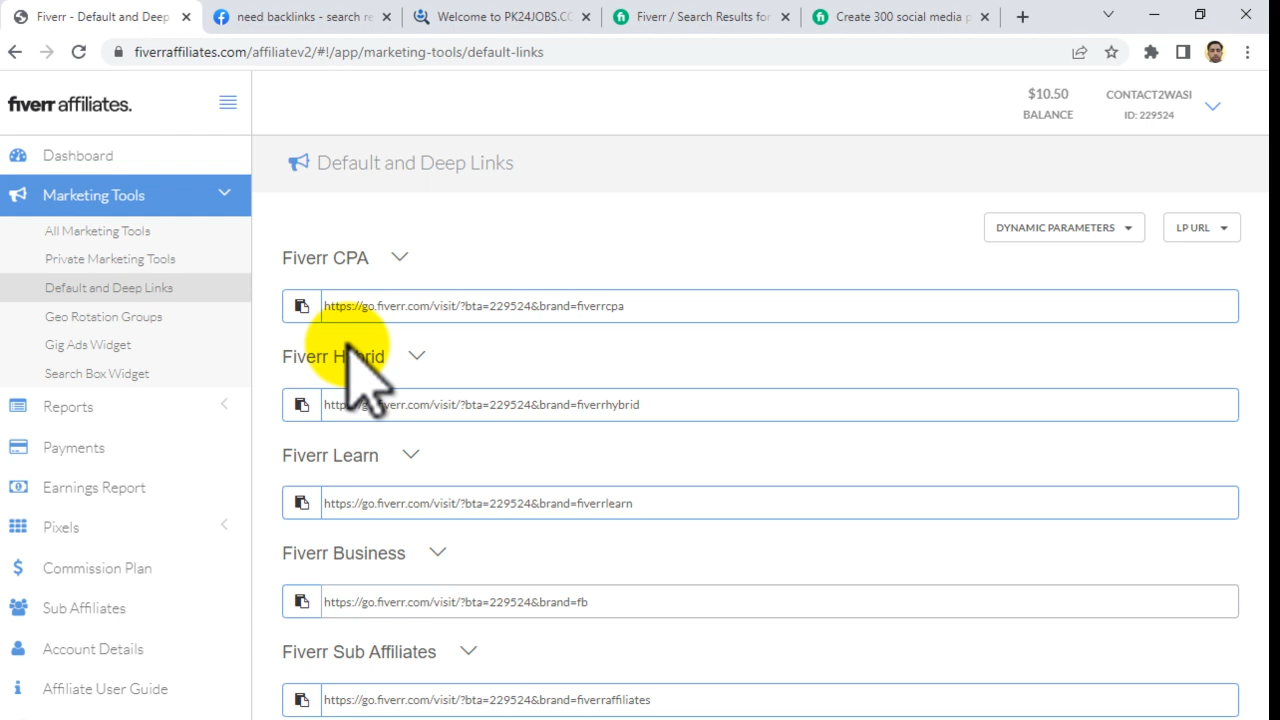 Fiverr - Default and Deep
need backlinks - search re
Welcome to PK24JOBS.CO
Fiverr / Search Results for
Create 300 social media p
fiverraffiliates.com/affiliatev2/#!/app/marketing-tools/default-links
fiverr affiliates.
$10.50
BALANCE
CONTACT2WASI
ID: 229524
Dashboard
Marketing Tools
All Marketing Tools
Private Marketing Tools
Default and Deep Links
Geo Rotation Groups
Gig Ads Widget
Search Box Widget
Reports
Payments
Earnings Report
Pixels
Commission Plan
Sub Affiliates
Account Details
Affiliate User Guide
Default and Deep Links
DYNAMIC PARAMETERS
LP URL
Fiverr CPA
https://go.fiverr.com/visit/?bta=229524&brand=fiverrcpa
Fiverr Hybrid
https://go.fiverr.com/visit/?bta=229524&brand=fiverrhybrid
Fiverr Learn
https://go.fiverr.com/visit/?bta=229524&brand=fiverrlearn
Fiverr Business
https://go.fiverr.com/visit/?bta=229524&brand=fb
Fiverr Sub Affiliates
https://go.fiverr.com/visit/?bta=229524&brand=fiverraffiliates